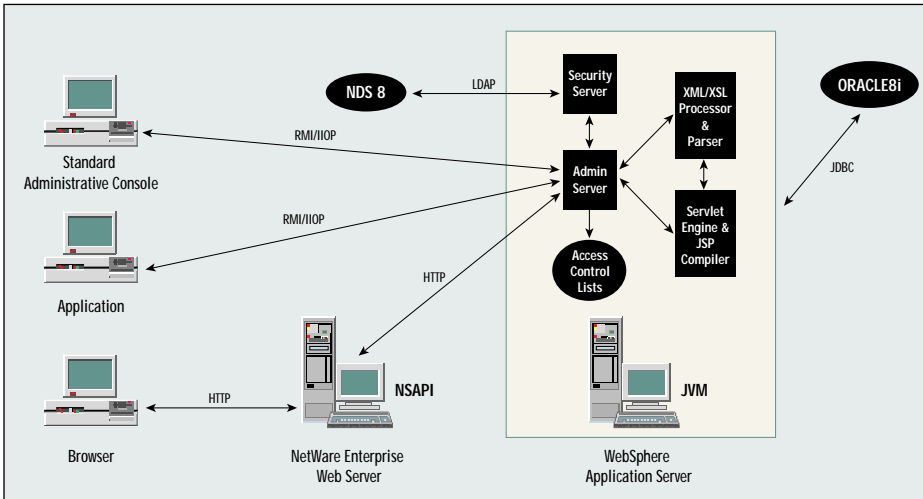 NDS 8
LDAP
Security
Server
XML/XSL
Processor
&
Parser
ORACLE8i
JDBC
RMI/IIOP
Standard
Administrative Console
Admin
Server
RMI/IIOP
Servlet
Engine &
JSP
Compiler
Access
Control
Lists
Application
HTTP
NSAPI
JVM
HTTP
Browser
NetWare Enterprise
Web Server
WebSphere
Application Server